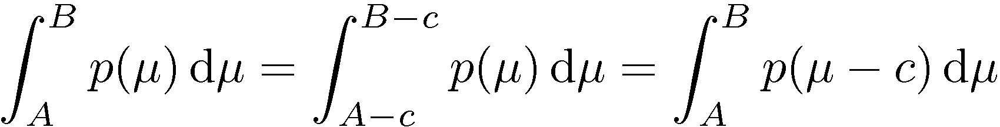 ∫_A^B p(μ) dμ = ∫_{A−c}^{B−c} p(μ) dμ = ∫_A^B p(μ − c) dμ